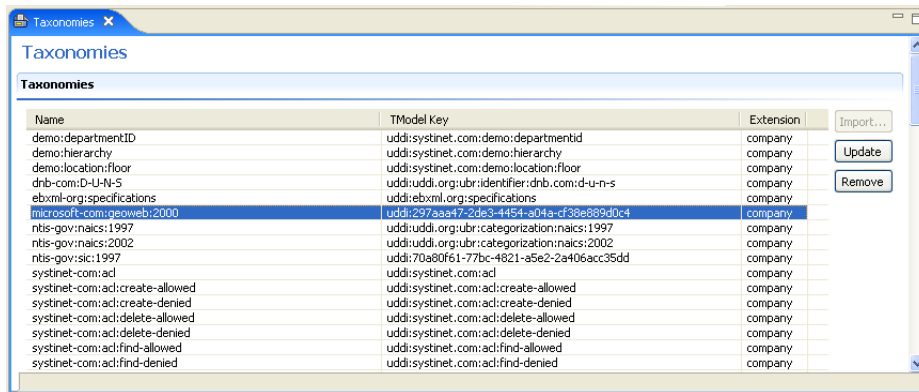 Taxonomies
Taxonomies
Taxonomies
Name TModel Key Extension
demo:departmentID uddi:systinet.com:demo:departmentid company
demo:hierarchy uddi:systinet.com:demo:hierarchy company
demo:location:floor uddi:systinet.com:demo:location:floor company
dnb-com:D-U-N-S uddi:uddi.org:ubr:identifier:dnb.com:d-u-n-s company
ebxml-org:specifications uddi:ebxml.org:specifications company
microsoft-com:geoweb:2000 uddi:297aaa47-2de3-4454-a04a-cf38e889d0c4 company
ntis-gov:naics:1997 uddi:uddi.org:ubr:categorization:naics:1997 company
ntis-gov:naics:2002 uddi:uddi.org:ubr:categorization:naics:2002 company
ntis-gov:sic:1997 uddi:70a80f61-77bc-4821-a5e2-2a406acc35dd company
systinet-com:acl uddi:systinet.com:acl company
systinet-com:acl:create-allowed uddi:systinet.com:acl:create-allowed company
systinet-com:acl:create-denied uddi:systinet.com:acl:create-denied company
systinet-com:acl:delete-allowed uddi:systinet.com:acl:delete-allowed company
systinet-com:acl:delete-denied uddi:systinet.com:acl:delete-denied company
systinet-com:acl:find-allowed uddi:systinet.com:acl:find-allowed company
systinet-com:acl:find-denied uddi:systinet.com:acl:find-denied company
Import...
Update
Remove